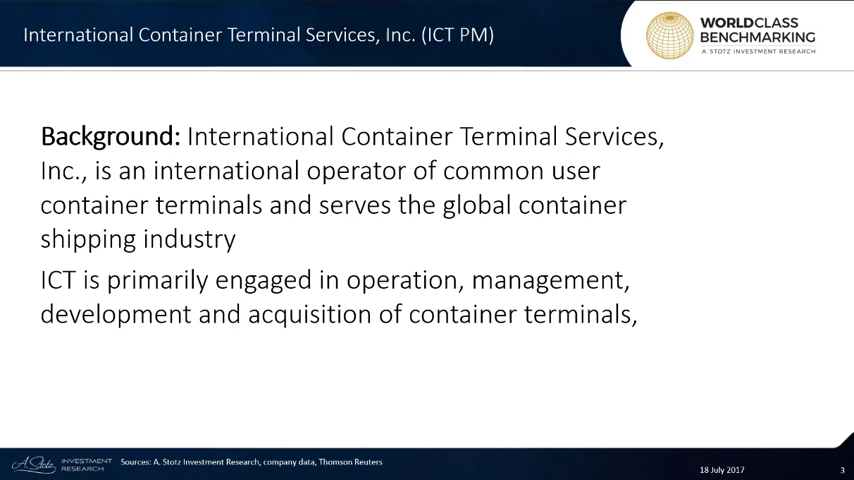 International Container Terminal Services, Inc. (ICT PM)
WORLDCLASS
BENCHMARKING
A. STOTZ INVESTMENT RESEARCH
Background: International Container Terminal Services,
Inc., is an international operator of common user
container terminals and serves the global container
shipping industry
ICT is primarily engaged in operation, management,
development and acquisition of container terminals,
A. Stotz
INVESTMENT
RESEARCH
Sources: A. Stotz Investment Research, company data, Thomson Reuters
18 July 2017
3